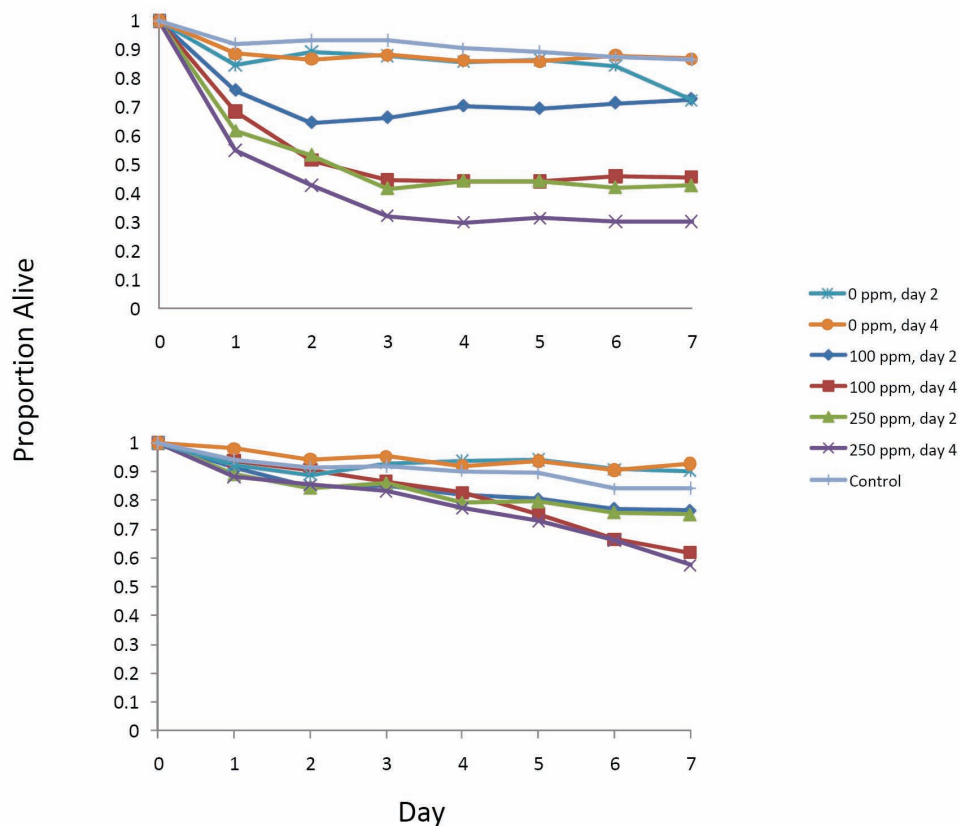 1
0.9
0.8
0.7
0.6
0.5
0.4
0.3
0.2
0.1
0
0 1 2 3 4 5 6 7
Proportion Alive
0 ppm, day 2
0 ppm, day 4
100 ppm, day 2
100 ppm, day 4
250 ppm, day 2
250 ppm, day 4
Control
1
0.9
0.8
0.7
0.6
0.5
0.4
0.3
0.2
0.1
0
0 1 2 3 4 5 6 7
Day